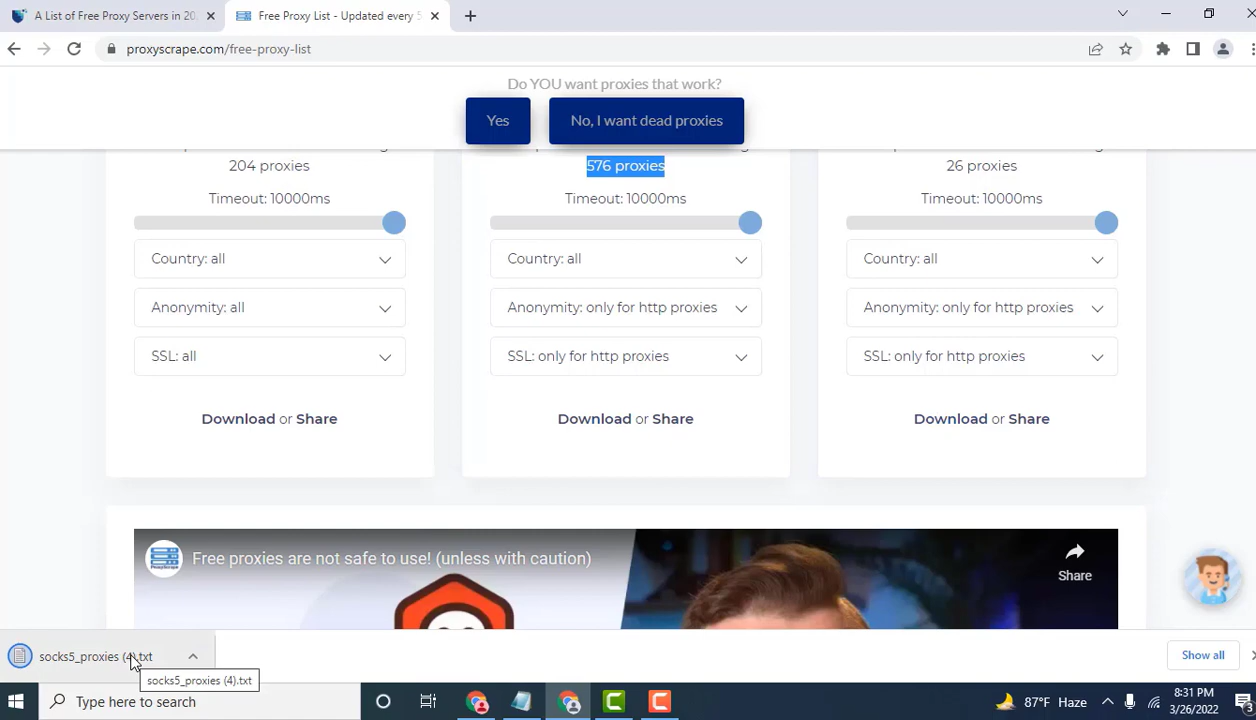 A List of Free Proxy Servers in 20
Free Proxy List - Updated every 5
proxyscrape.com/free-proxy-list
Do YOU want proxies that work?
Yes
No, I want dead proxies
204 proxies
576 proxies
26 proxies
Timeout: 10000ms
Timeout: 10000ms
Timeout: 10000ms
Country: all
Country: all
Country: all
Anonymity: all
Anonymity: only for http proxies
Anonymity: only for http proxies
SSL: all
SSL: only for http proxies
SSL: only for http proxies
Download or Share
Download or Share
Download or Share
ProxyScrape
Free proxies are not safe to use! (unless with caution)
Share
socks5_proxies (4).txt
socks5_proxies (4).txt
Show all
Type here to search
87°F Haze
8:31 PM
3/26/2022
3